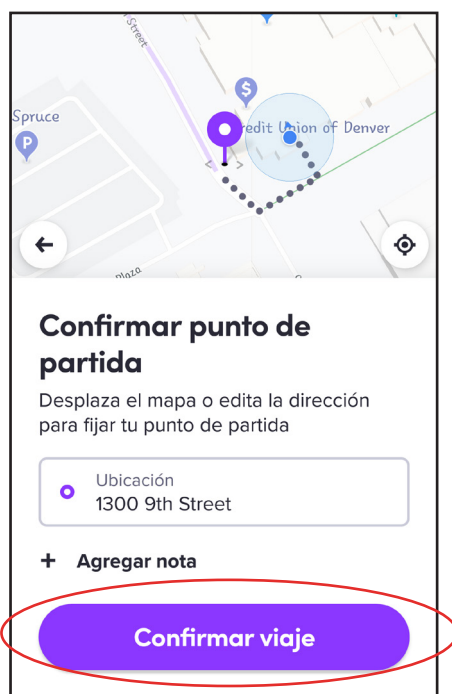 Street
$
Spruce
P
redit Union of Denver
Plaza
Confirmar punto de
partida
Desplaza el mapa o edita la dirección
para fijar tu punto de partida
Ubicación
1300 9th Street
+ Agregar nota
Confirmar viaje